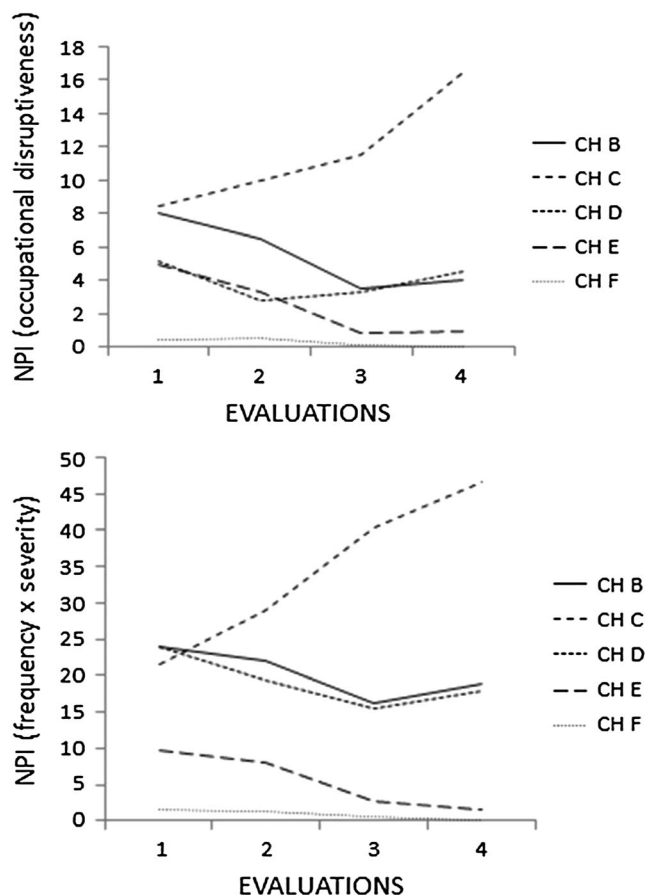 NPI (occupational disruptiveness)
18
16
14
12
10
8
6
4
2
0
1 2 3 4
EVALUATIONS
CH B
CH C
CH D
CH E
CH F
NPI (frequency x severity)
50
45
40
35
30
25
20
15
10
5
0
1 2 3 4
EVALUATIONS
CH B
CH C
CH D
CH E
CH F